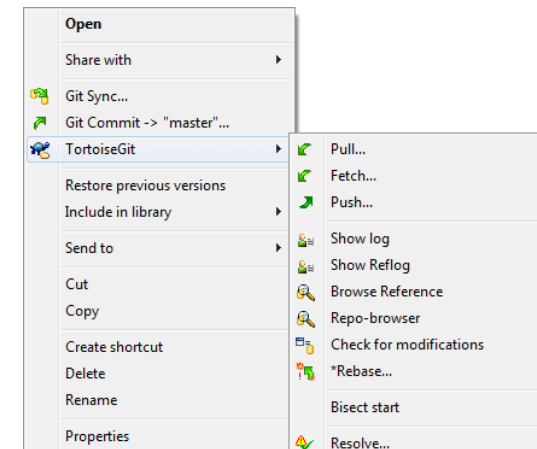 Open
Share with
Git Sync...
Git Commit -> "master"...
TortoiseGit
Restore previous versions
Include in library
Send to
Cut
Copy
Create shortcut
Delete
Rename
Properties
Pull...
Fetch...
Push...
Show log
Show Reflog
Browse Reference
Repo-browser
Check for modifications
*Rebase...
Bisect start
Resolve...